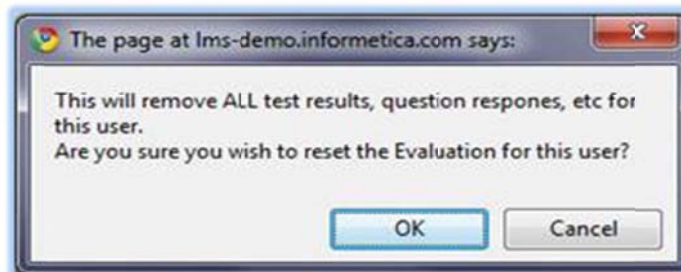 The page at lms-demo.informetica.com says:
This will remove ALL test results, question respones, etc for
this user.
Are you sure you wish to reset the Evaluation for this user?
OK
Cancel